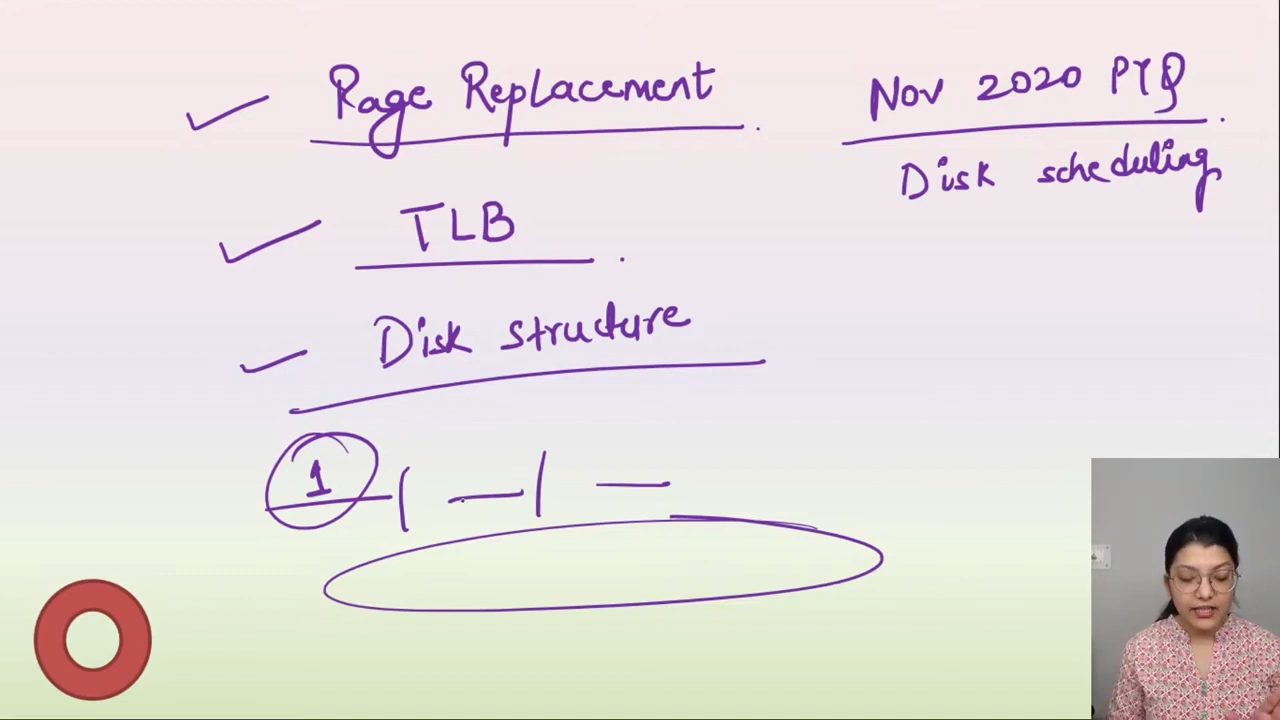 Page Replacement
Nov 2020 PYQ
Disk scheduling
TLB
Disk structure
1